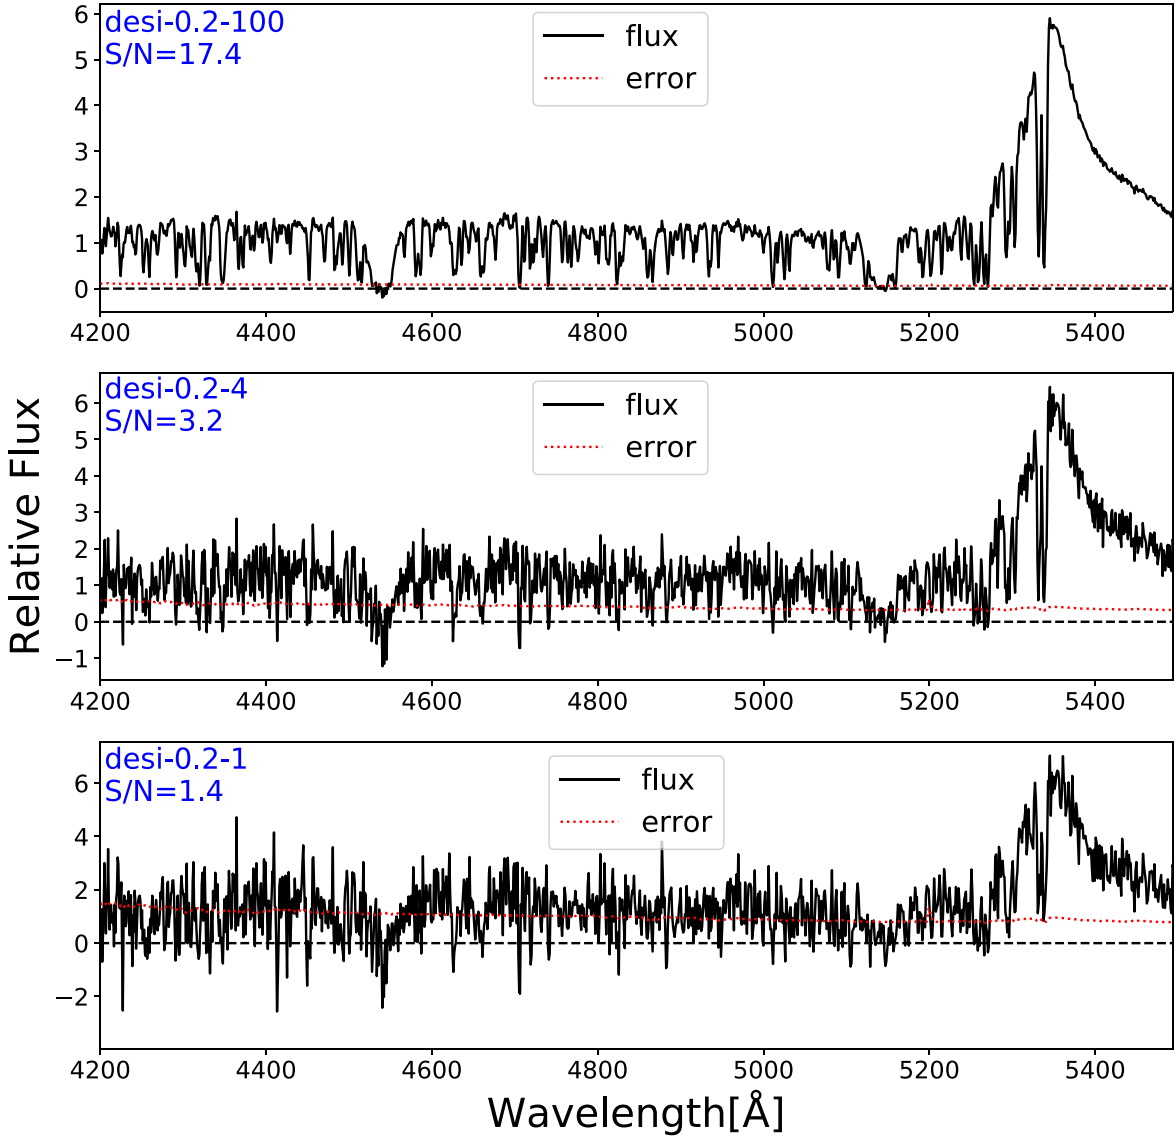 desi-0.2-100
S/N=17.4
flux
error
6
5
4
3
2
1
0
4200 4400 4600 4800 5000 5200 5400
desi-0.2-4
S/N=3.2
flux
error
6
5
4
3
2
1
0
−1
4200 4400 4600 4800 5000 5200 5400
desi-0.2-1
S/N=1.4
flux
error
6
4
2
0
−2
4200 4400 4600 4800 5000 5200 5400
Relative Flux
Wavelength[Å]